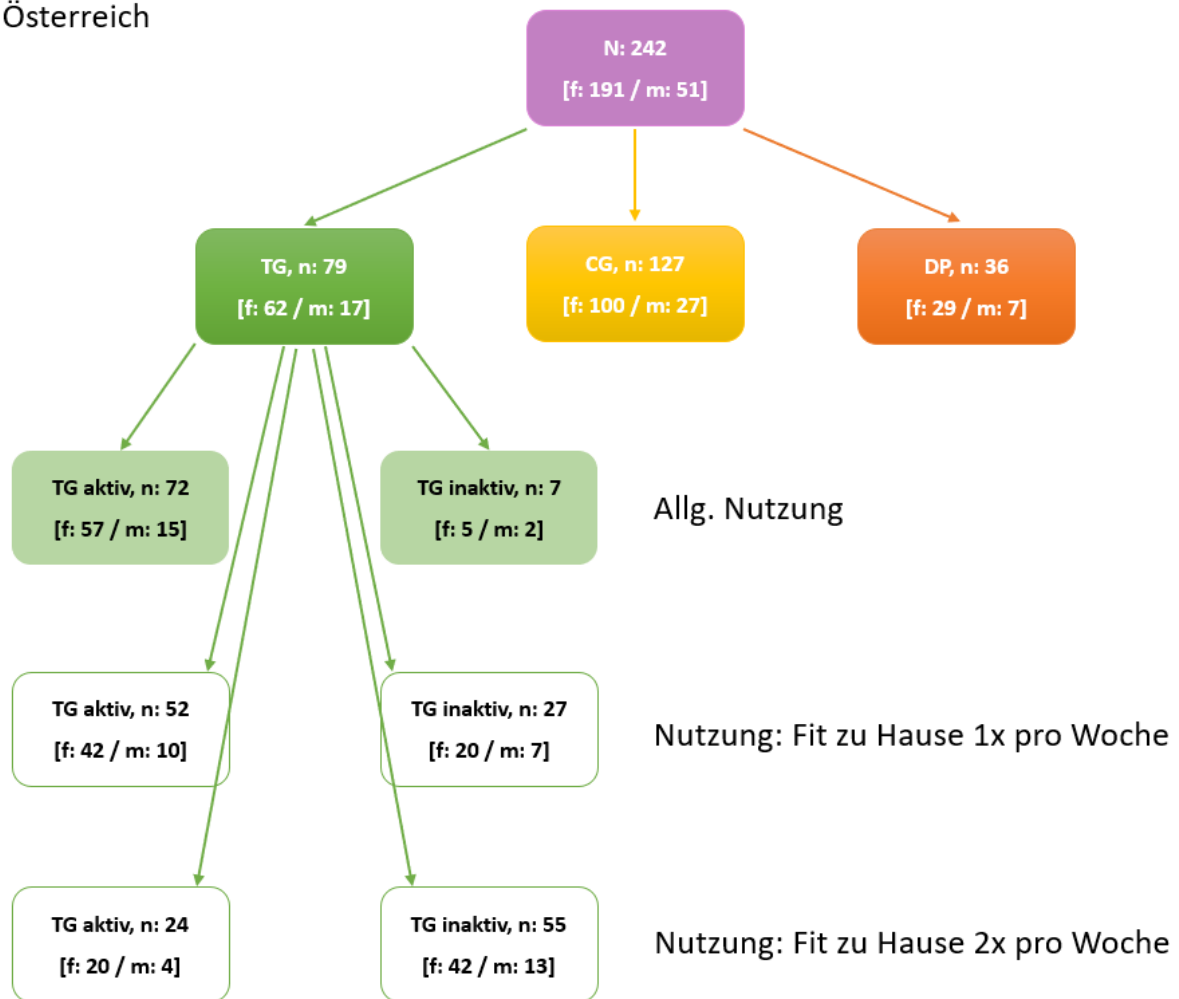 Österreich
N: 242
[f: 191 / m: 51]
TG, n: 79
[f: 62 / m: 17]
CG, n: 127
[f: 100 / m: 27]
DP, n: 36
[f: 29 / m: 7]
TG aktiv, n: 72
[f: 57 / m: 15]
TG inaktiv, n: 7
[f: 5 / m: 2]
Allg. Nutzung
TG aktiv, n: 52
[f: 42 / m: 10]
TG inaktiv, n: 27
[f: 20 / m: 7]
Nutzung: Fit zu Hause 1x pro Woche
TG aktiv, n: 24
[f: 20 / m: 4]
TG inaktiv, n: 55
[f: 42 / m: 13]
Nutzung: Fit zu Hause 2x pro Woche